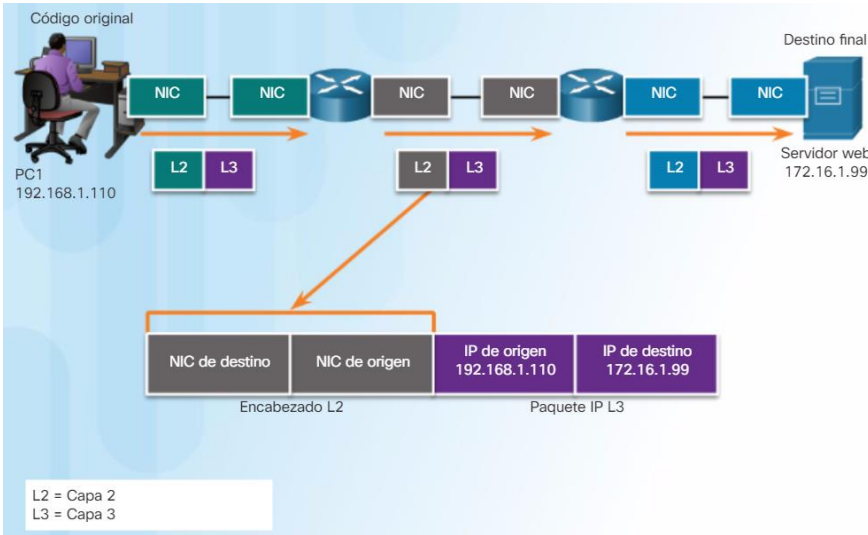 Código original
Destino final
NIC
NIC
NIC
NIC
NIC
NIC
L2
L3
L2
L3
L2
L3
PC1
192.168.1.110
Servidor web
172.16.1.99
NIC de destino
NIC de origen
IP de origen
192.168.1.110
IP de destino
172.16.1.99
Encabezado L2
Paquete IP L3
L2 = Capa 2
L3 = Capa 3